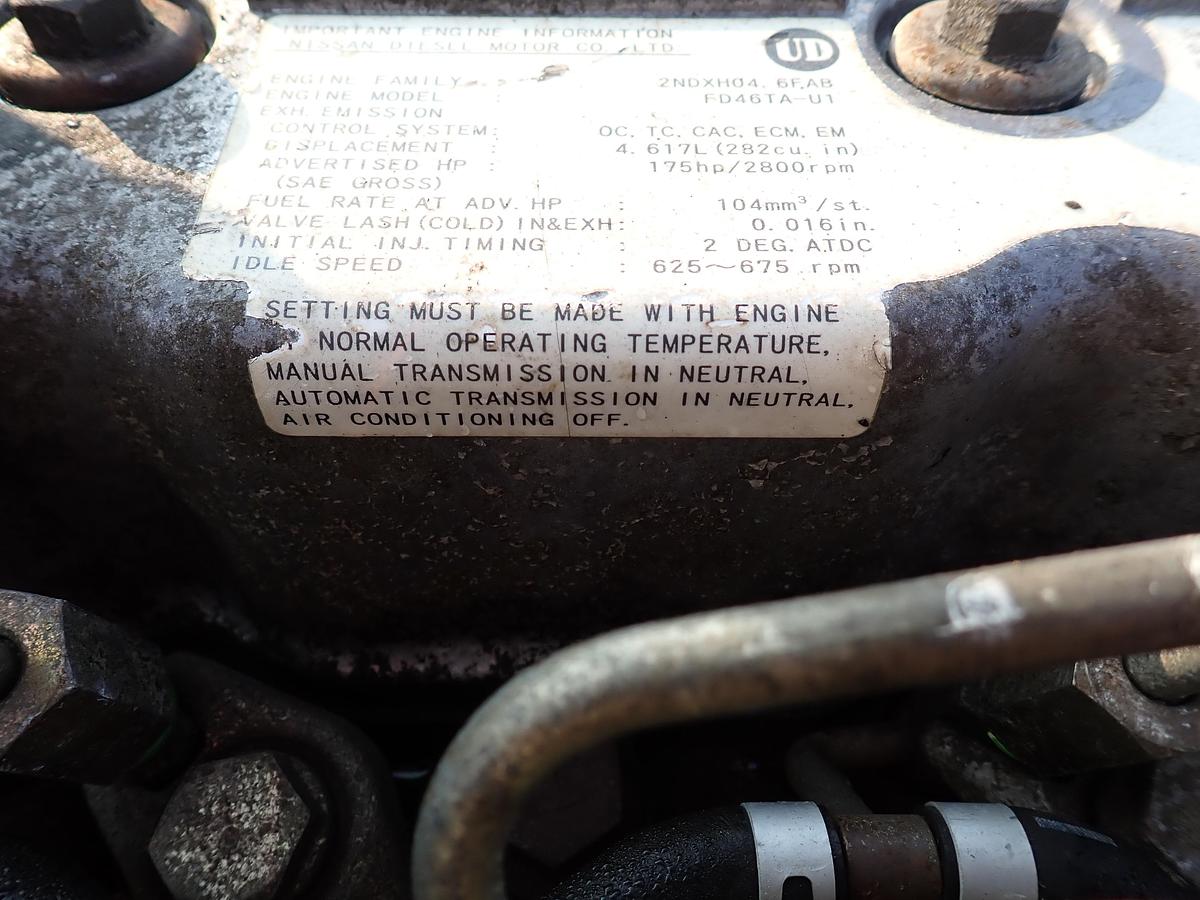 IMPORTANT ENGINE INFORMATION
NISSAN DIESEL MOTOR CO., LTD
UD
ENGINE FAMILY : 2NDXH04.6FAB
ENGINE MODEL : FD46TA-U1
EXH. EMISSION
CONTROL SYSTEM: OC, TC, CAC, ECM, EM
DISPLACEMENT : 4.617L(282cu. in)
ADVERTISED HP : 175hp/2800rpm
(SAE GROSS)
FUEL RATE AT ADV. HP : 104mm³/st.
VALVE LASH(COLD) IN&EXH: 0.016in.
INITIAL INJ. TIMING : 2 DEG. ATDC
IDLE SPEED : 625~675 rpm
SETTING MUST BE MADE WITH ENGINE
NORMAL OPERATING TEMPERATURE,
MANUAL TRANSMISSION IN NEUTRAL,
AUTOMATIC TRANSMISSION IN NEUTRAL,
AIR CONDITIONING OFF.